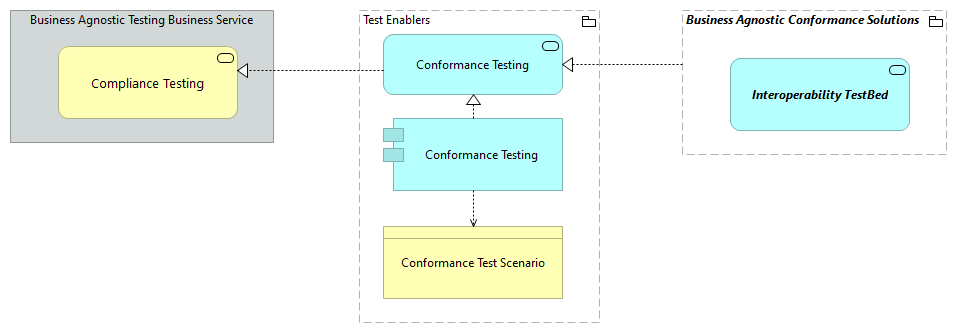 Business Agnostic Testing Business Service
Compliance Testing
Test Enablers
Conformance Testing
Conformance Testing
Conformance Test Scenario
Business Agnostic Conformance Solutions
Interoperability TestBed